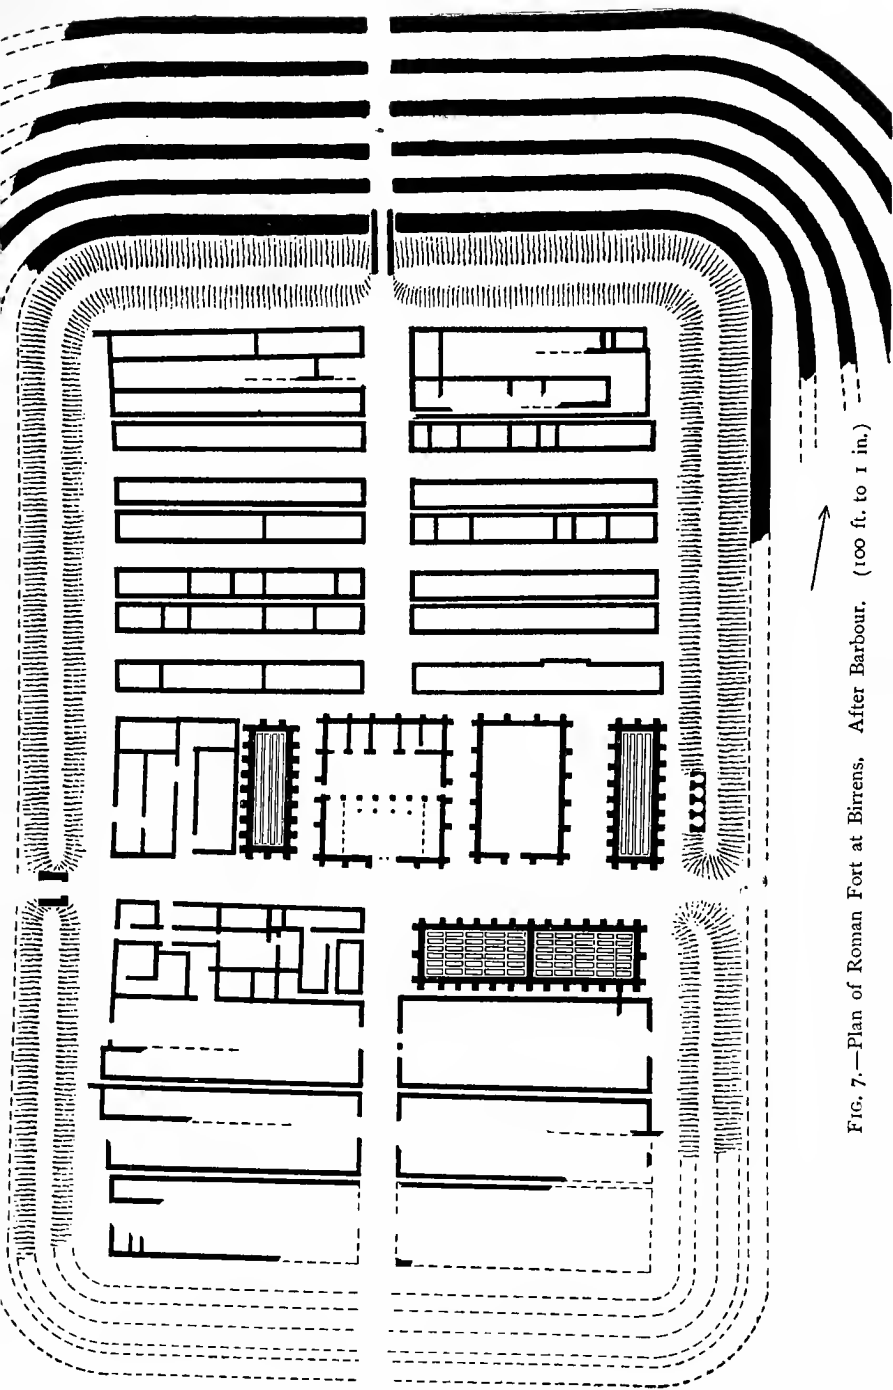 FIG. 7.—Plan of Roman Fort at Birrens. After Barbour. (100 ft. to 1 in.)